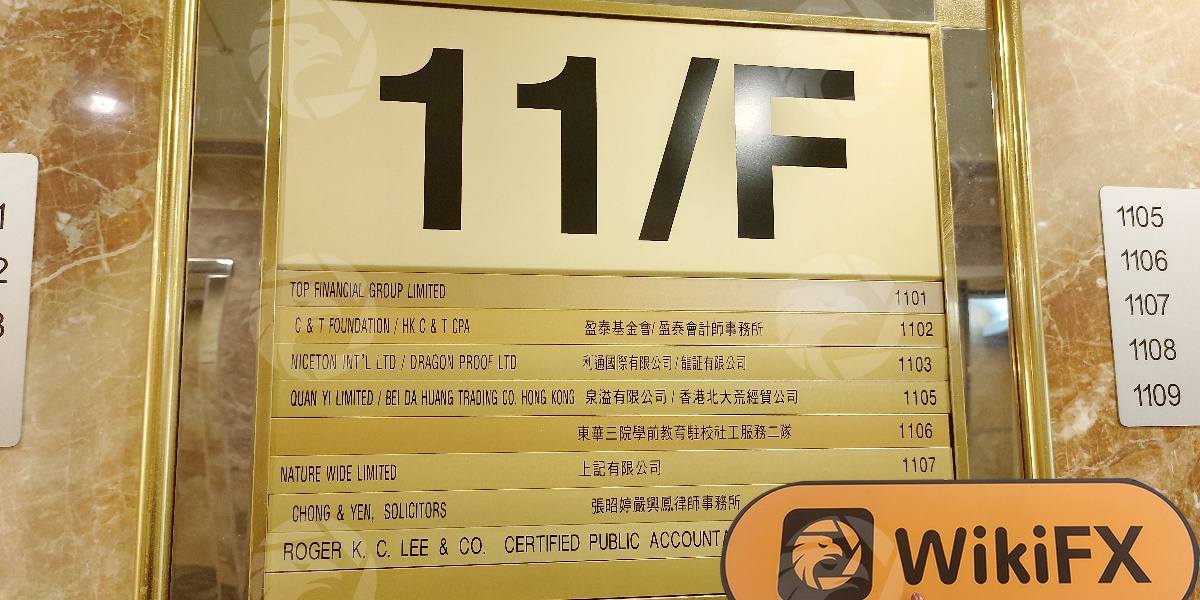 11/F
TOP FINANCIAL GROUP LIMITED 1101
C & T FOUNDATION / HK C & T CPA 盈泰基金會/盈泰會計師事務所 1102
NICETON INT'L LTD / DRAGON PROOF LTD 利通國際有限公司/龍証有限公司 1103
QUAN YI LIMITED / BEI DA HUANG TRADING CO. HONG KONG 泉溢有限公司/香港北大荒經貿公司 1105
東華三院學前教育駐校社工服務二隊 1106
NATURE WIDE LIMITED 上記有限公司 1107
CHONG & YEN, SOLICITORS 張昭婷嚴興鳳律師事務所
ROGER K. C. LEE & CO. CERTIFIED PUBLIC
1105
1106
1107
1108
1109
WikiFX